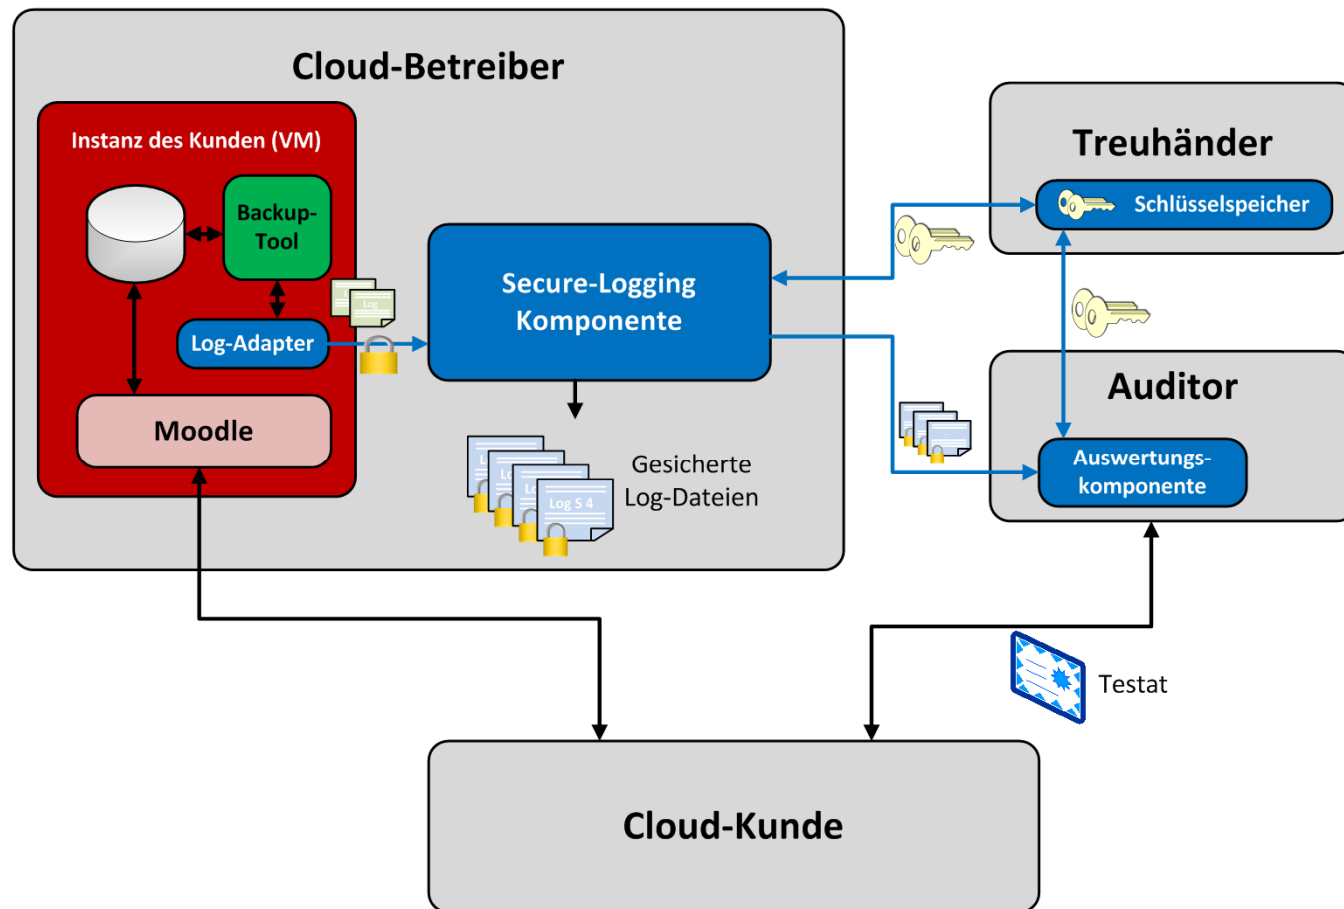 Cloud-Betreiber
Instanz des Kunden (VM)
Backup-
Tool
Log
Log-Adapter
Moodle
Secure-Logging
Komponente
Log S 4
Gesicherte
Log-Dateien
Treuhänder
Schlüsselspeicher
Auditor
Auswertungs-
komponente
Testat
Cloud-Kunde